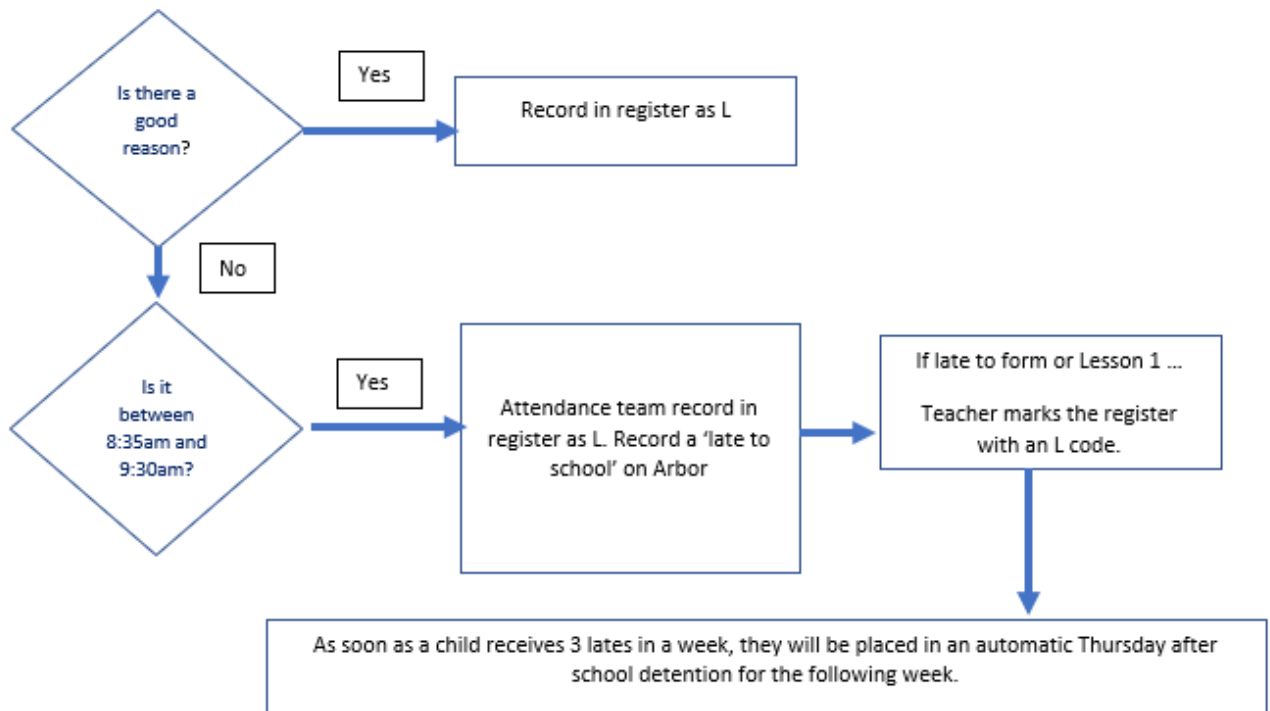 Is there a
good
reason?
Yes
Record in register as L
No
Is it
between
8:35am and
9:30am?
Yes
Attendance team record in
register as L. Record a ‘late to
school’ on Arbor
If late to form or Lesson 1 ...
Teacher marks the register
with an L code.
As soon as a child receives 3 lates in a week, they will be placed in an automatic Thursday after
school detention for the following week.